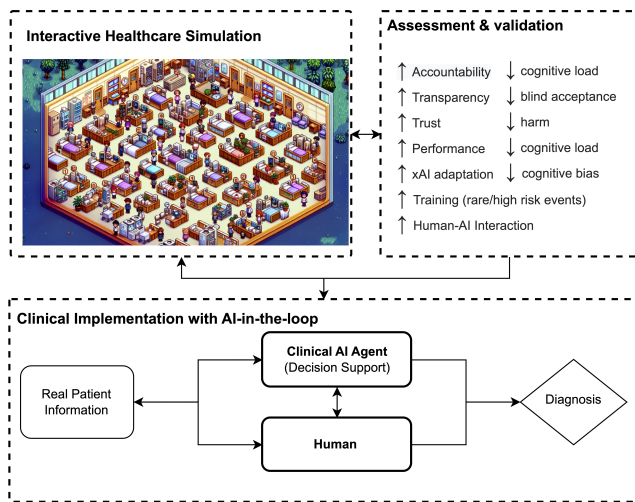 Interactive Healthcare Simulation
Assessment & validation
↑ Accountability ↓ cognitive load
↑ Transparency ↓ blind acceptance
↑ Trust ↓ harm
↑ Performance ↓ cognitive load
↑ xAI adaptation ↓ cognitive bias
↑ Training (rare/high risk events)
↑ Human-AI Interaction
Clinical Implementation with AI-in-the-loop
Real Patient
Information
Clinical AI Agent
(Decision Support)
Human
Diagnosis